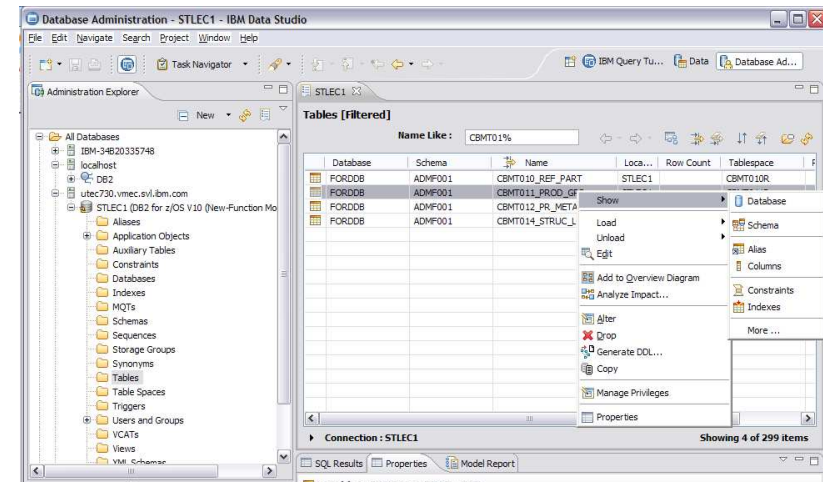 Database Administration - STLEC1 - IBM Data Studio
File Edit Navigate Search Project Window Help
Task Navigator
IBM Query Tu... Data Database Ad...
Administration Explorer
New
All Databases
IBM-34B20335748
localhost
DB2
utec730.vmec.svl.ibm.com
STLEC1 (DB2 for z/OS V10 (New-Function Mo
Aliases
Application Objects
Auxiliary Tables
Constraints
Databases
Indexes
MQTs
Schemas
Sequences
Storage Groups
Synonyms
Tables
Table Spaces
Triggers
Users and Groups
VCATs
Views
XML Schemas
STLEC1
Tables [Filtered]
Name Like : CBMT01%
Database Schema Name Loca... Row Count Tablespace
FORDDB ADMF001 CBMT010_REF_PART STLEC1 CBMT010R
FORDDB ADMF001 CBMT011_PROD_GR
FORDDB ADMF001 CBMT012_PR_META
FORDDB ADMF001 CBMT014_STRUC_L
Show
Load
Unload
Edit
Add to Overview Diagram
Analyze Impact...
Alter
Drop
Generate DDL...
Copy
Manage Privileges
Properties
Database
Schema
Alias
Columns
Constraints
Indexes
More ...
Connection : STLEC1
Showing 4 of 299 items
SQL Results Properties Model Report